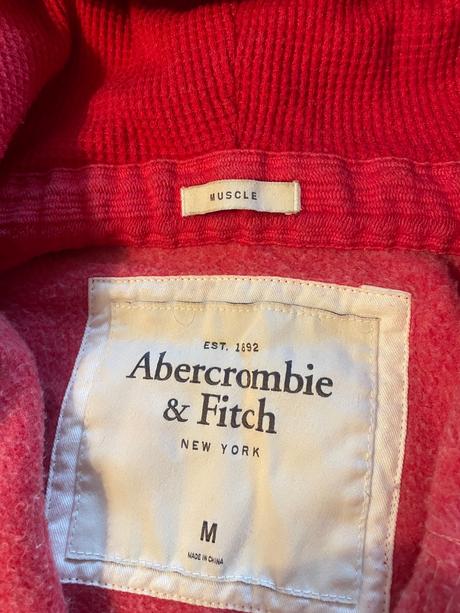 MUSCLE
EST. 1892
Abercrombie
& Fitch
NEW YORK
M
MADE IN CHINA